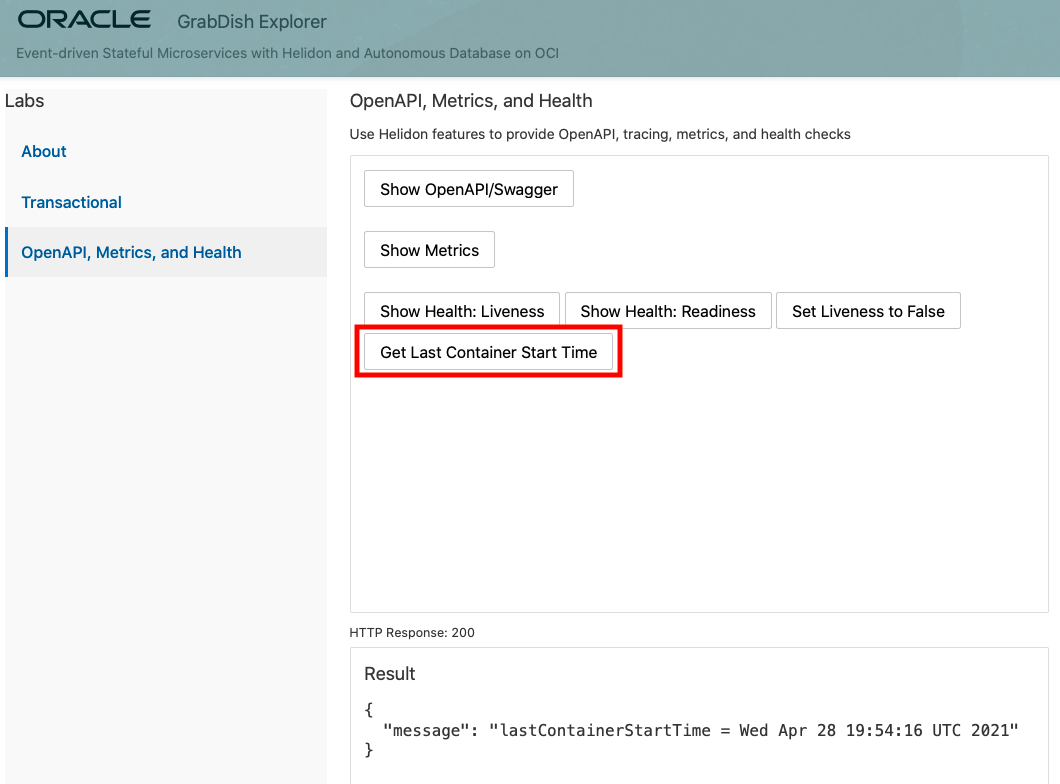 ORACLE GrabDish Explorer
Event-driven Stateful Microservices with Helidon and Autonomous Database on OCI
Labs
About
Transactional
OpenAPI, Metrics, and Health
OpenAPI, Metrics, and Health
Use Helidon features to provide OpenAPI, tracing, metrics, and health checks
Show OpenAPI/Swagger
Show Metrics
Show Health: Liveness Show Health: Readiness Set Liveness to False
Get Last Container Start Time
HTTP Response: 200
Result
{
  "message": "lastContainerStartTime = Wed Apr 28 19:54:16 UTC 2021"
}